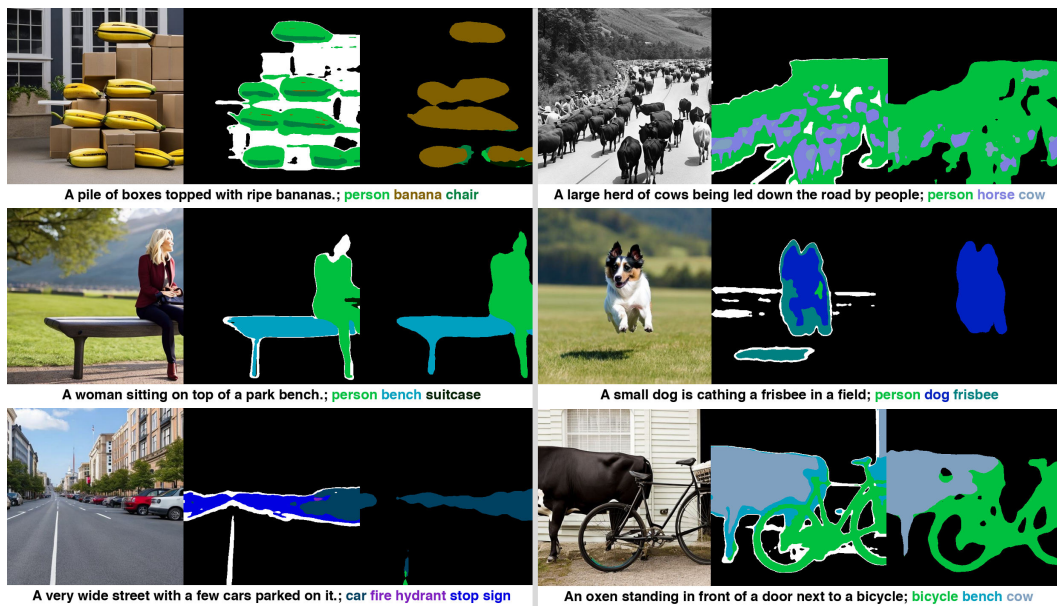 A pile of boxes topped with ripe bananas.; person banana chair
A large herd of cows being led down the road by people; person horse cow
A woman sitting on top of a park bench.; person bench suitcase
A small dog is cathing a frisbee in a field; person dog frisbee
A very wide street with a few cars parked on it.; car fire hydrant stop sign
An oxen standing in front of a door next to a bicycle; bicycle bench cow